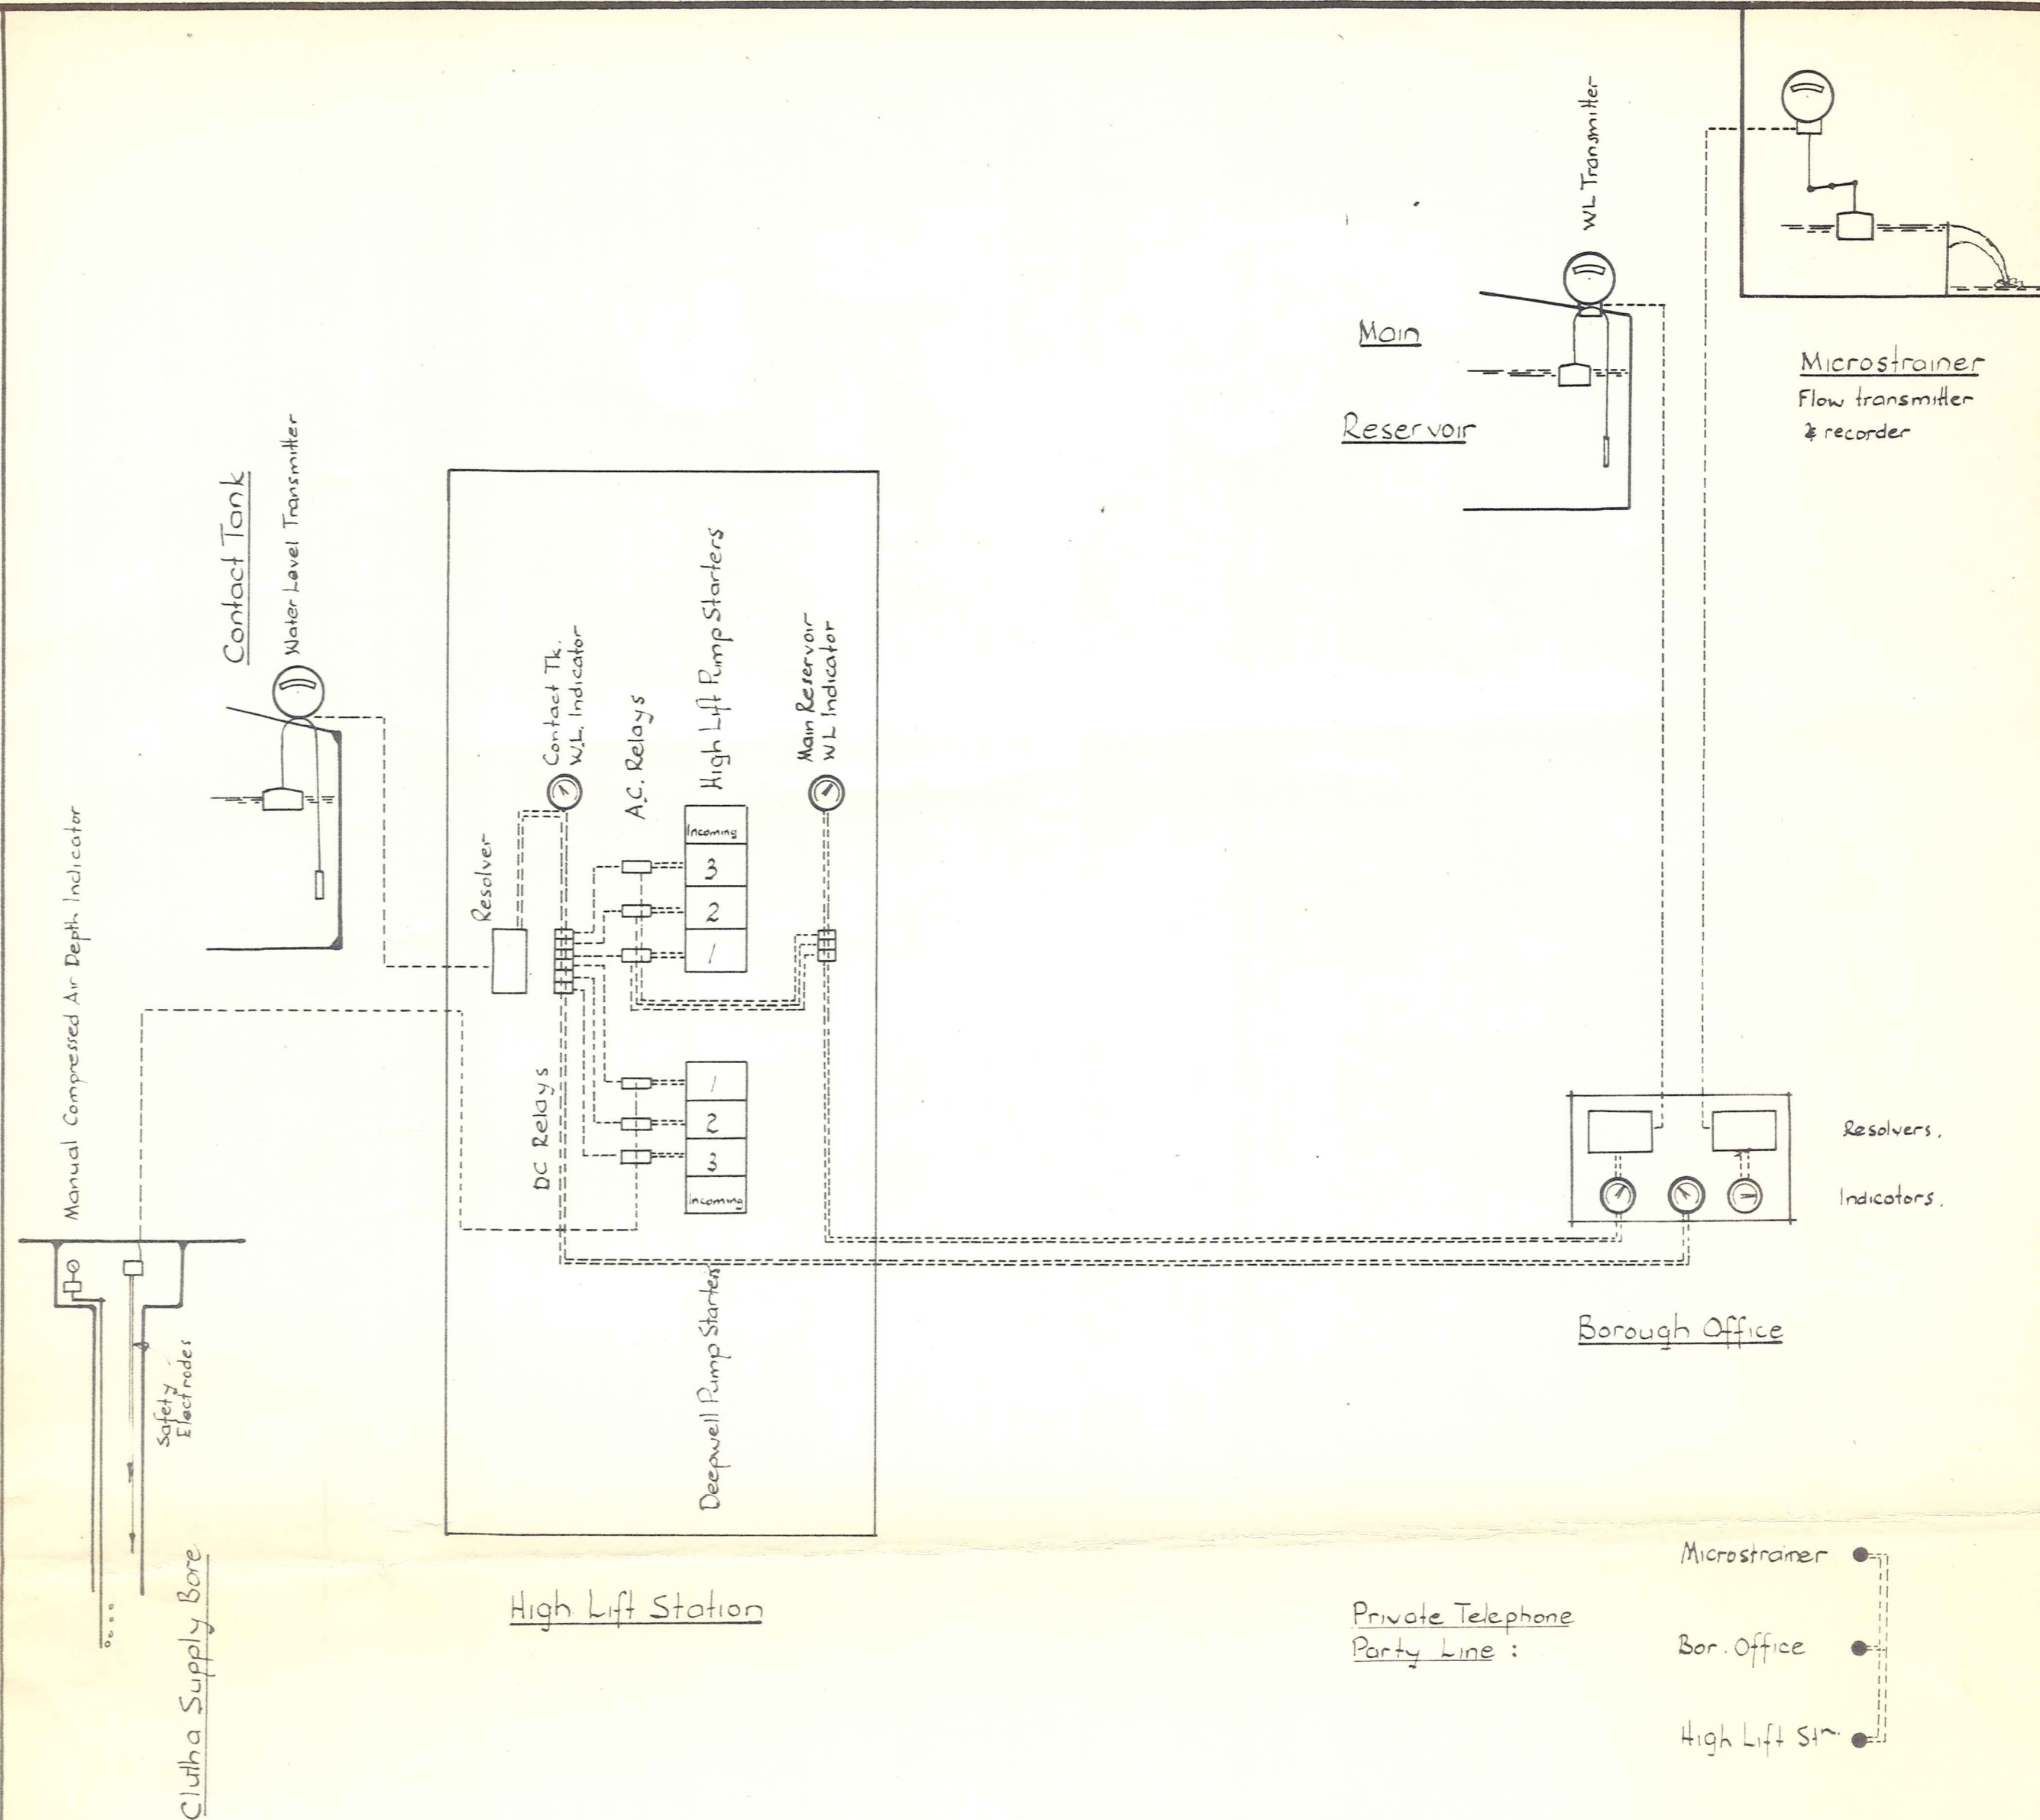 Clutha Supply Bore
Manual Compressed Air Depth Indicator
Safety
Electrodes
Contact Tank
Water Level Transmitter
High Lift Station
Resolver
Contact Tk.
W.L. Indicator
DC Relays
A.C. Relays
High Lift Pump Starters
Incoming
3
2
1
1
2
3
Incoming
Deepwell Pump Starters
Main Reservoir
WL Indicator
Main
Reservoir
WL Transmitter
Microstrainer
Flow transmitter
& recorder
Resolvers.
Indicators.
Borough Office
Private Telephone
Party Line :
Microstrainer
Bor. Office
High Lift Stn.